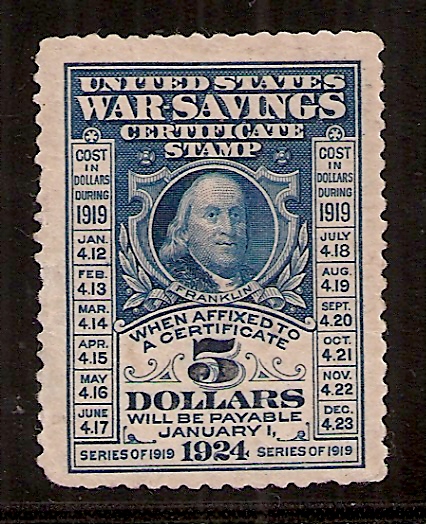 UNITED STATES
WAR-SAVINGS
CERTIFICATE
STAMP
COST
IN
DOLLARS
DURING
1919
JAN.
4.12
FEB.
4.13
MAR.
4.14
APR.
4.15
MAY
4.16
JUNE
4.17
FRANKLIN
WHEN AFFIXED TO
A CERTIFICATE
5
DOLLARS
WILL BE PAYABLE
JANUARY 1,
COST
IN
DOLLARS
DURING
1919
JULY
4.18
AUG.
4.19
SEPT.
4.20
OCT.
4.21
NOV.
4.22
DEC.
4.23
SERIES OF 1919 1924 SERIES OF 1919